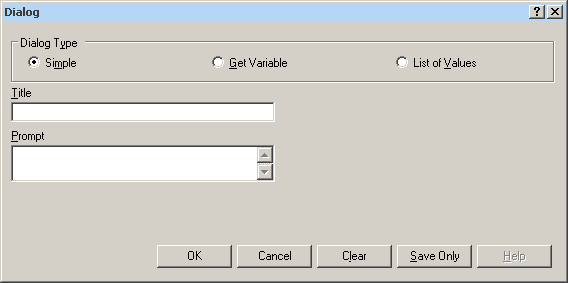 Dialog
Dialog Type
Simple Get Variable List of Values
Title
Prompt
OK Cancel Clear Save Only Help